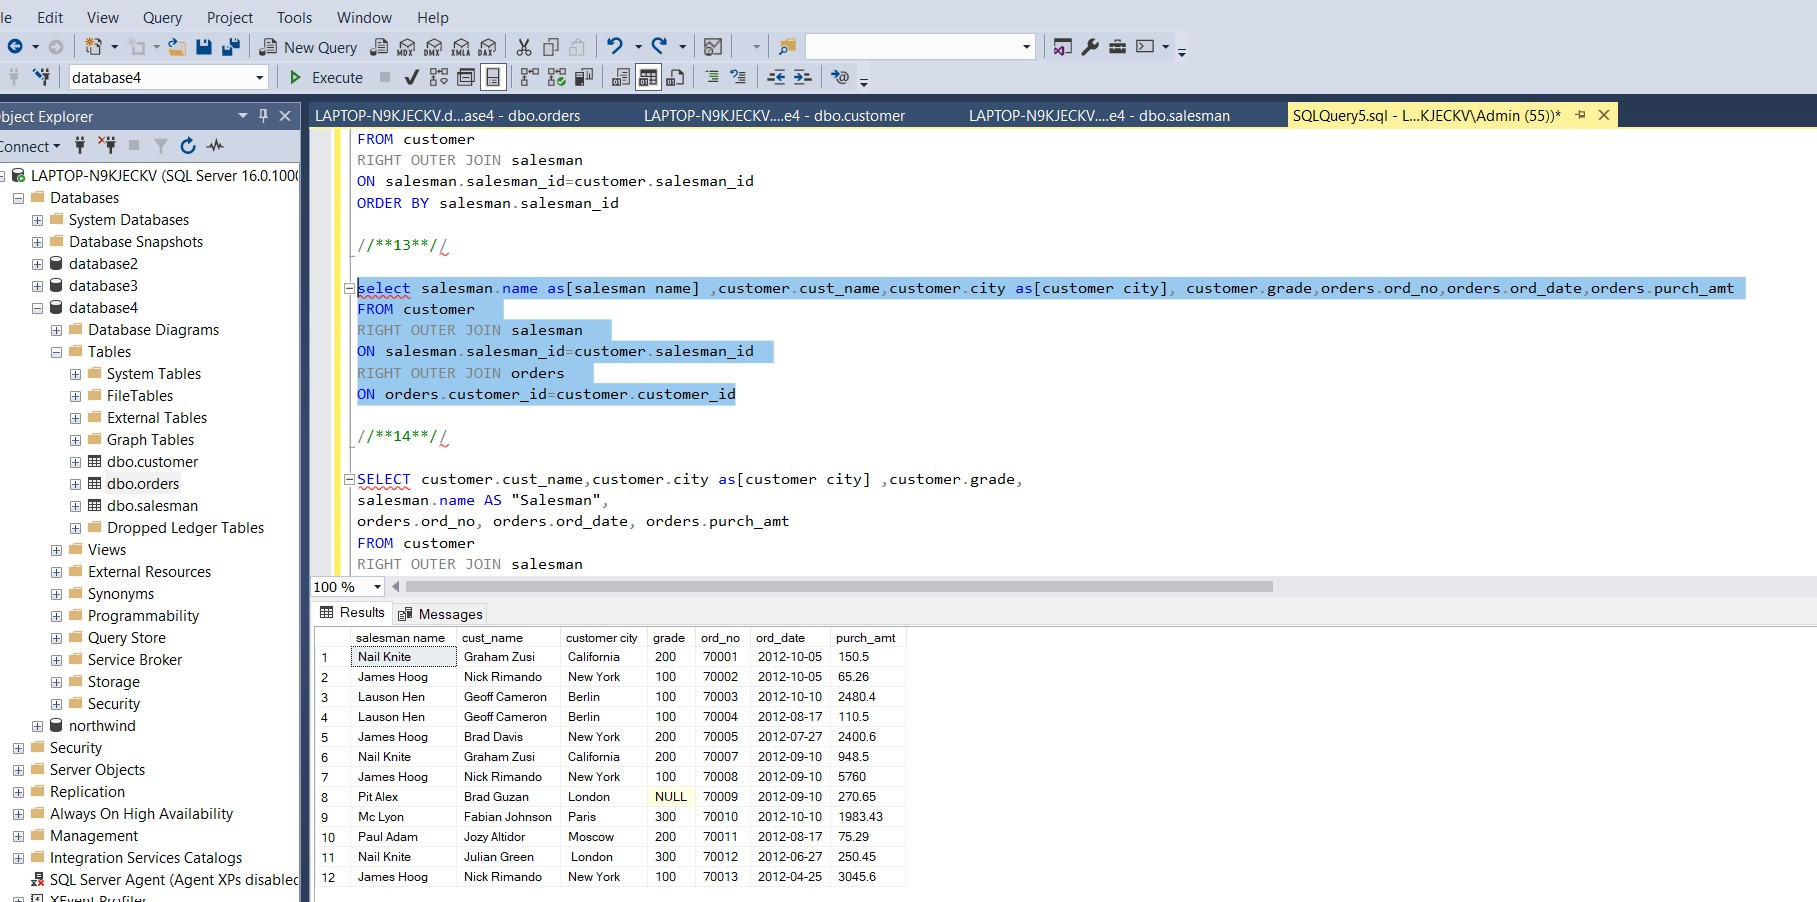 le Edit View Query Project Tools Window Help
New Query MDX DMX XMLA DAX
database4 Execute
bject Explorer
onnect
LAPTOP-N9KJECKV (SQL Server 16.0.1000
Databases
System Databases
Database Snapshots
database2
database3
database4
Database Diagrams
Tables
System Tables
FileTables
External Tables
Graph Tables
dbo.customer
dbo.orders
dbo.salesman
Dropped Ledger Tables
Views
External Resources
Synonyms
Programmability
Query Store
Service Broker
Storage
Security
northwind
Security
Server Objects
Replication
Always On High Availability
Management
Integration Services Catalogs
SQL Server Agent (Agent XPs disabled
XEvent Profiler
LAPTOP-N9KJECKV.d...ase4 - dbo.orders LAPTOP-N9KJECKV....e4 - dbo.customer LAPTOP-N9KJECKV....e4 - dbo.salesman SQLQuery5.sql - L...KJECKV\Admin (55))*
FROM customer
RIGHT OUTER JOIN salesman
ON salesman.salesman_id=customer.salesman_id
ORDER BY salesman.salesman_id
//**13**//
select salesman.name as[salesman name] ,customer.cust_name,customer.city as[customer city], customer.grade,orders.ord_no,orders.ord_date,orders.purch_amt
FROM customer
RIGHT OUTER JOIN salesman
ON salesman.salesman_id=customer.salesman_id
RIGHT OUTER JOIN orders
ON orders.customer_id=customer.customer_id
//**14**//
SELECT customer.cust_name,customer.city as[customer city] ,customer.grade,
salesman.name AS "Salesman",
orders.ord_no, orders.ord_date, orders.purch_amt
FROM customer
RIGHT OUTER JOIN salesman
100 %
Results Messages
salesman name cust_name customer city grade ord_no ord_date purch_amt
1 Nail Knite Graham Zusi California 200 70001 2012-10-05 150.5
2 James Hoog Nick Rimando New York 100 70002 2012-10-05 65.26
3 Lauson Hen Geoff Cameron Berlin 100 70003 2012-10-10 2480.4
4 Lauson Hen Geoff Cameron Berlin 100 70004 2012-08-17 110.5
5 James Hoog Brad Davis New York 200 70005 2012-07-27 2400.6
6 Nail Knite Graham Zusi California 200 70007 2012-09-10 948.5
7 James Hoog Nick Rimando New York 100 70008 2012-09-10 5760
8 Pit Alex Brad Guzan London NULL 70009 2012-09-10 270.65
9 Mc Lyon Fabian Johnson Paris 300 70010 2012-10-10 1983.43
10 Paul Adam Jozy Altidor Moscow 200 70011 2012-08-17 75.29
11 Nail Knite Julian Green London 300 70012 2012-06-27 250.45
12 James Hoog Nick Rimando New York 100 70013 2012-04-25 3045.6